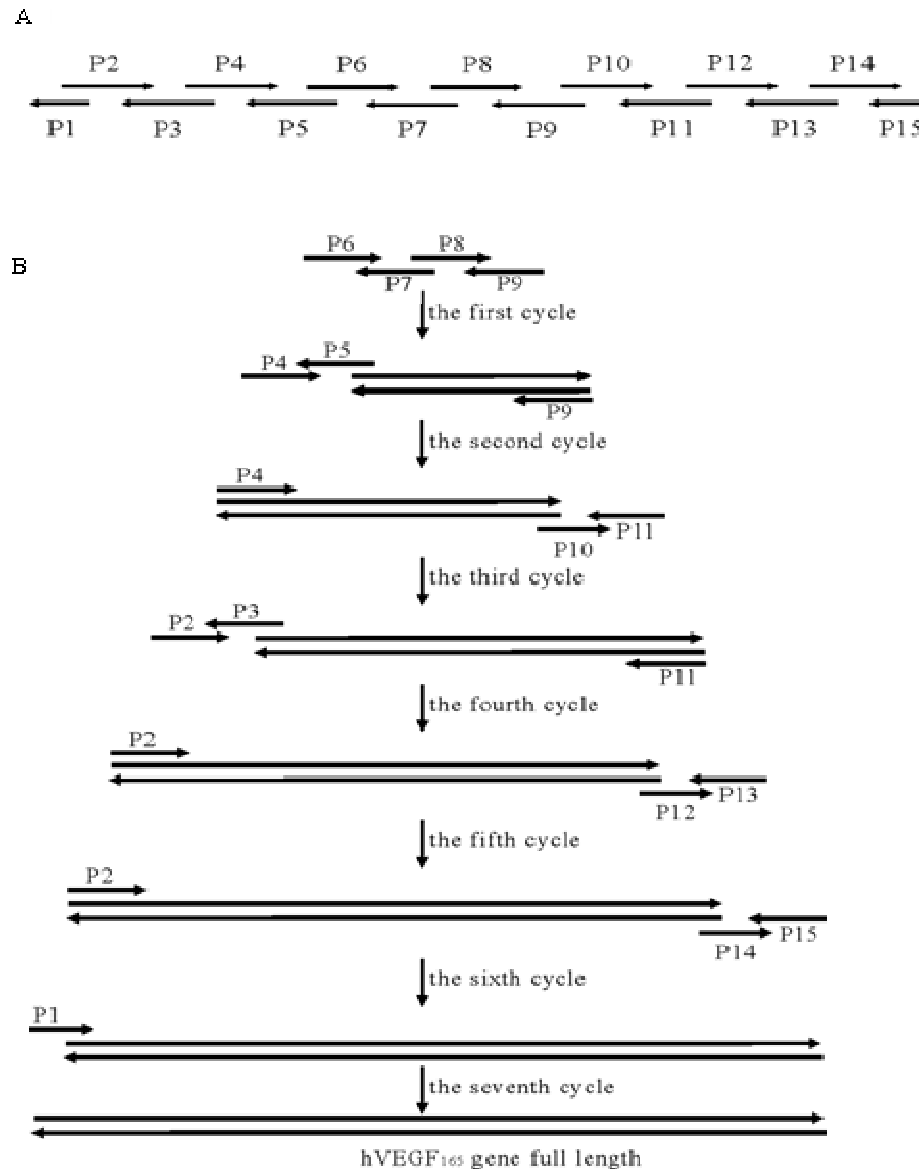 A
P2 P4 P6 P8 P10 P12 P14
P1 P3 P5 P7 P9 P11 P13 P15
B
P6 P8
P7 P9
the first cycle
P5
P4
P9
the second cycle
P4
P10 P11
the third cycle
P3
P2
P11
the fourth cycle
P2
P12 P13
the fifth cycle
P2
P14 P15
the sixth cycle
P1
the seventh cycle
hVEGF165 gene full length